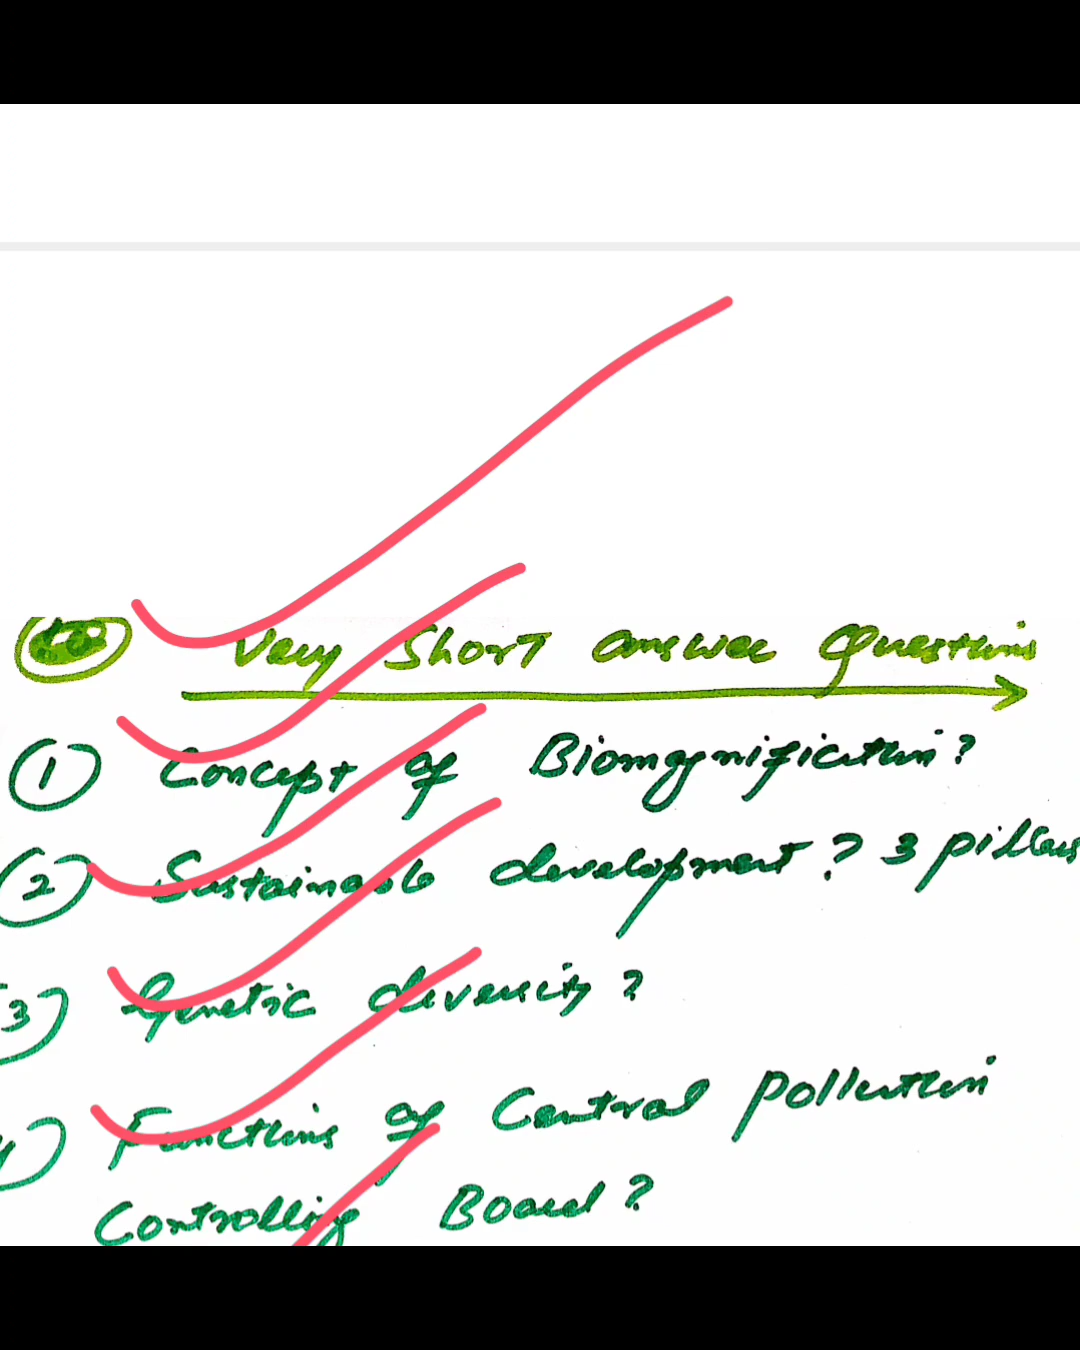 Very Short answer Questions
① Concept of Biomagnification?
② Sustainable development? 3 pillars
3) Genetic diversity?
Functions of Central pollution
Controlling Board?